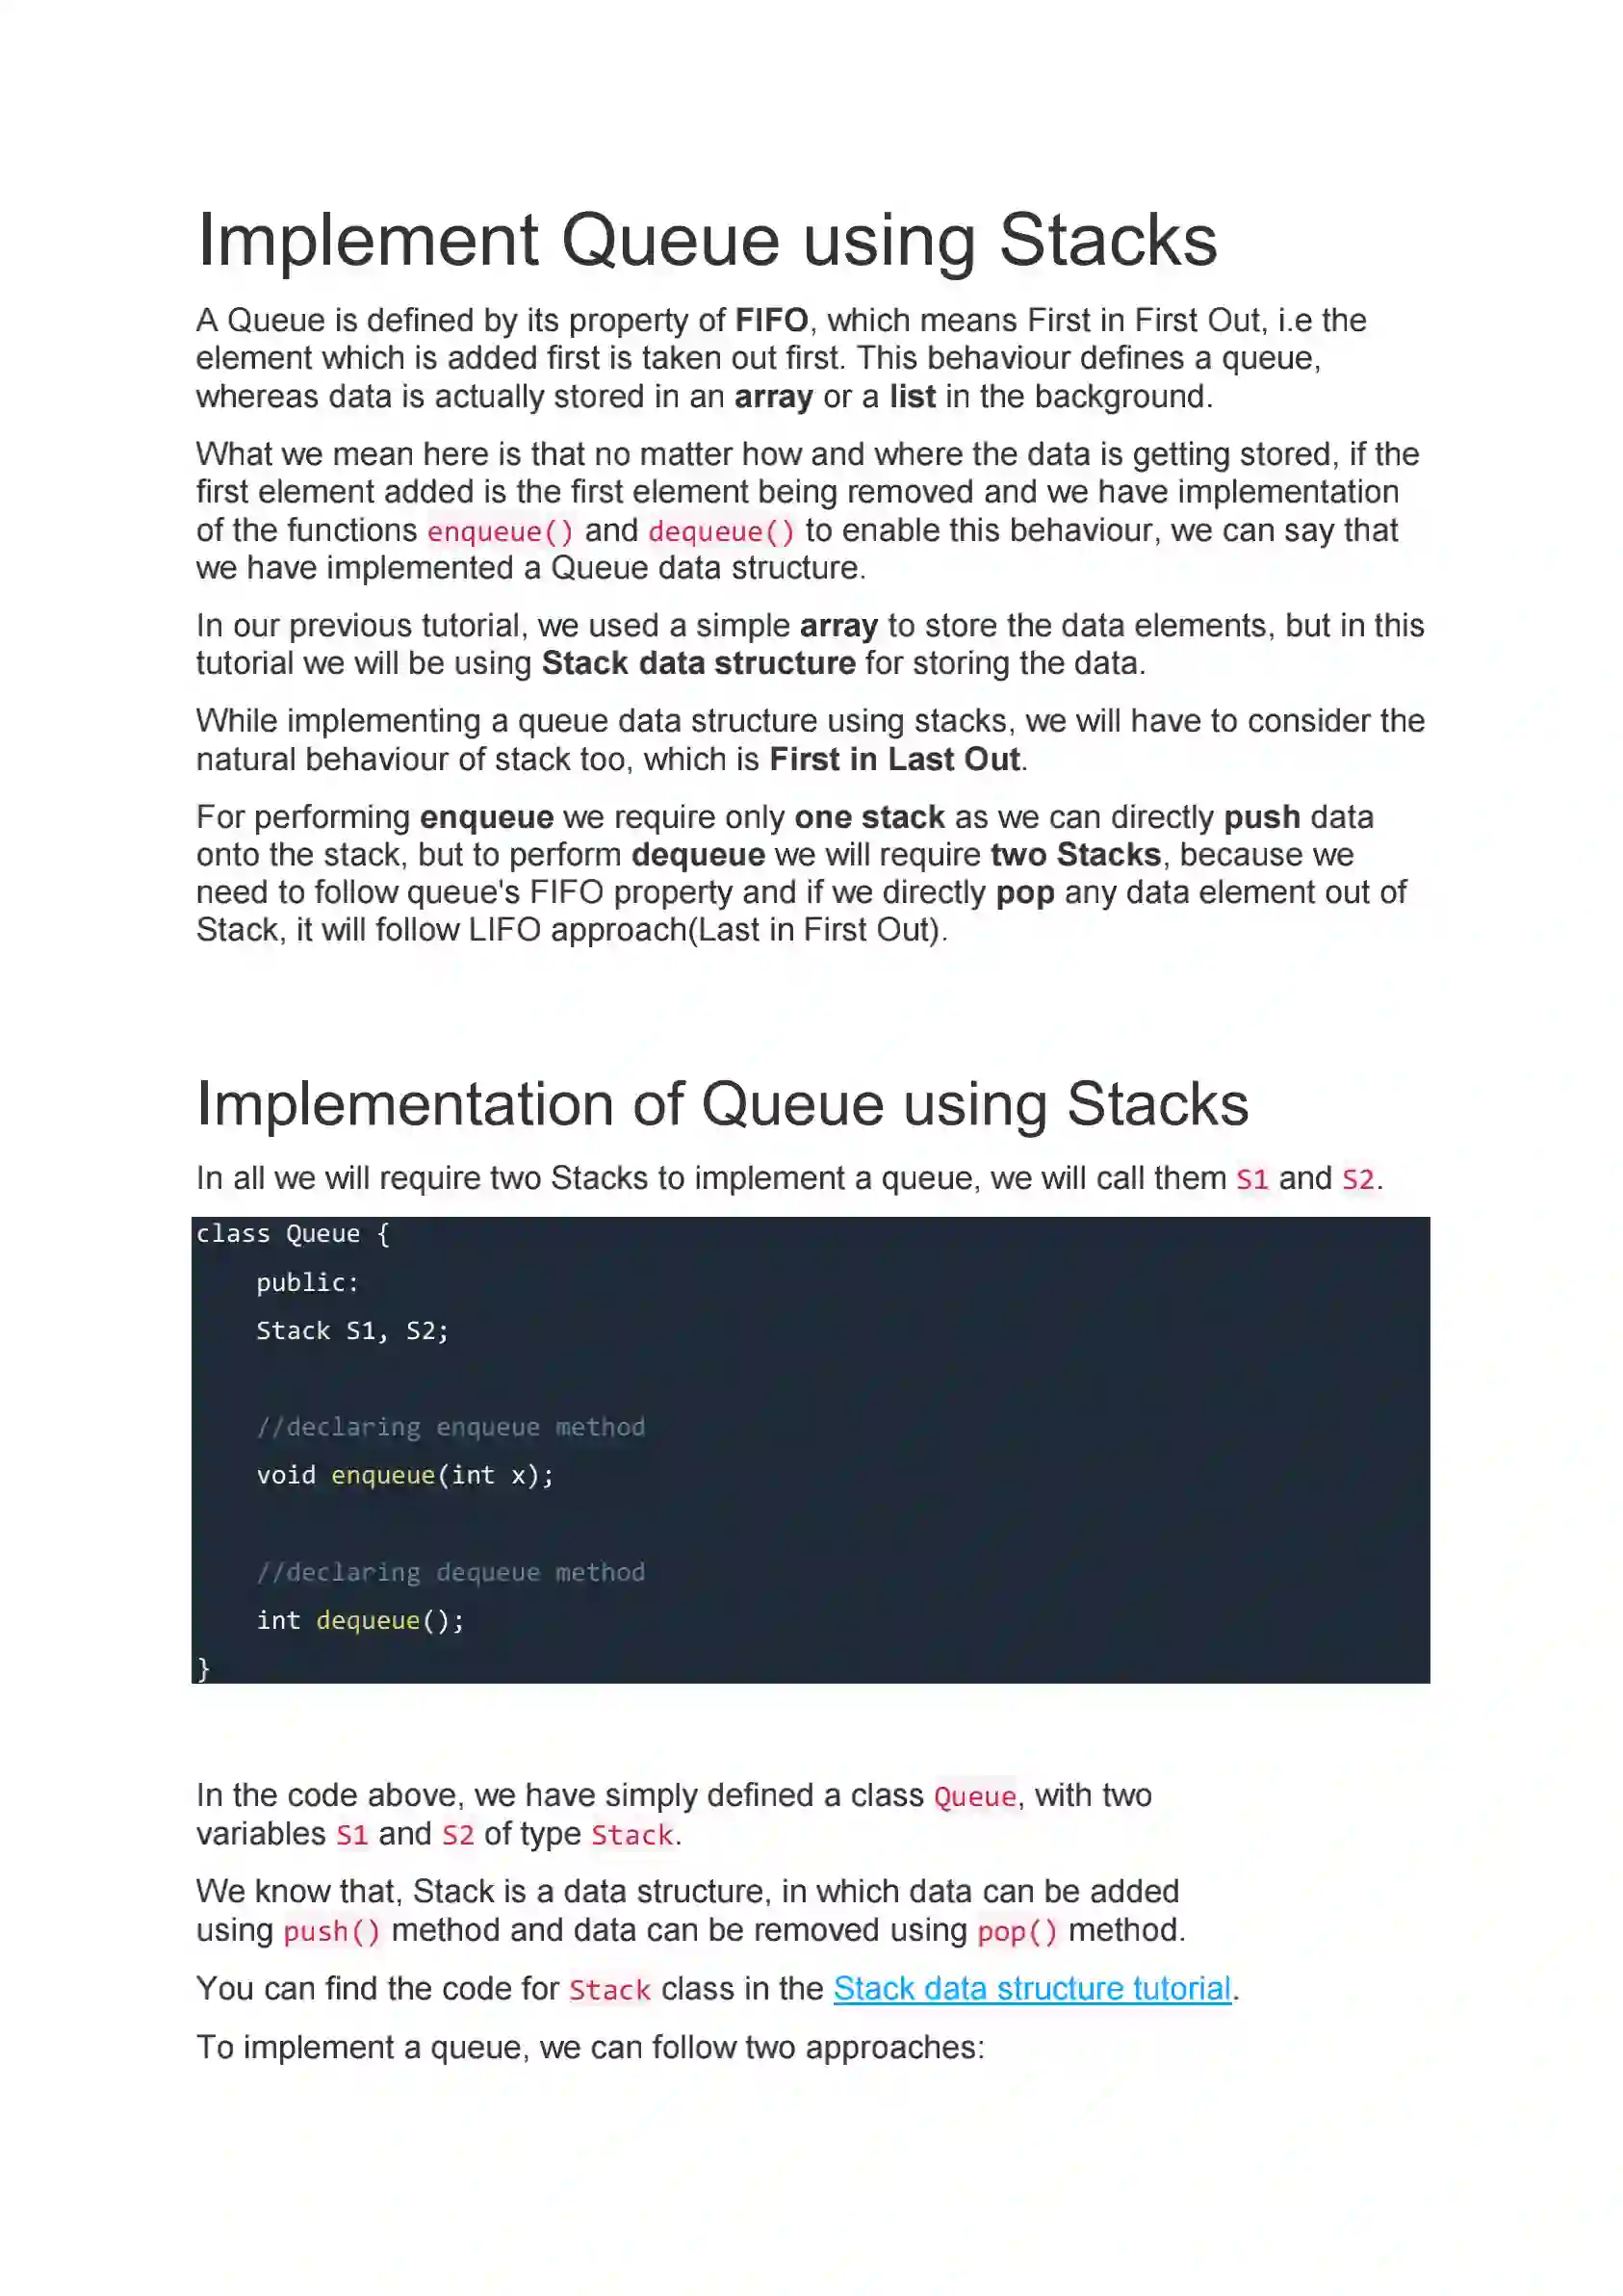 Implement Queue using Stacks
A Queue is defined by its property of FIFO, which means First in First Out, i.e the
element which is added first is taken out first. This behaviour defines a queue,
whereas data is actually stored in an array or a list in the background.
What we mean here is that no matter how and where the data is getting stored, if the
first element added is the first element being removed and we have implementation
of the functions enqueue() and dequeue() to enable this behaviour, we can say that
we have implemented a Queue data structure.
In our previous tutorial, we used a simple array to store the data elements, but in this
tutorial we will be using Stack data structure for storing the data.
While implementing a queue data structure using stacks, we will have to consider the
natural behaviour of stack too, which is First in Last Out.
For performing enqueue we require only one stack as we can directly push data
onto the stack, but to perform dequeue we will require two Stacks, because we
need to follow queue's FIFO property and if we directly pop any data element out of
Stack, it will follow LIFO approach(Last in First Out).
Implementation of Queue using Stacks
In all we will require two Stacks to implement a queue, we will call them S1 and S2.
class Queue {
public:
Stack S1, S2;
//declaring enqueue method
void enqueue(int x);
//declaring dequeue method
int dequeue();
}
In the code above, we have simply defined a class Queue, with two
variables S1 and S2 of type Stack.
We know that, Stack is a data structure, in which data can be added
using push() method and data can be removed using pop() method.
You can find the code for Stack class in the Stack data structure tutorial.
To implement a queue, we can follow two approaches: